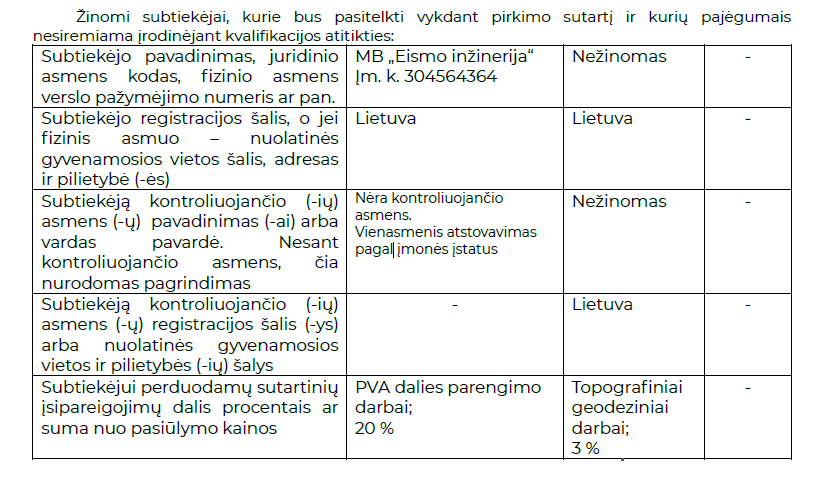 Žinomi subtiekėjai, kurie bus pasitelkti vykdant pirkimo sutartį ir kurių pajėgumais
nesiremiama įrodinėjant kvalifikacijos atitikties:
Subtiekėjo pavadinimas, juridinio
asmens kodas, fizinio asmens
verslo pažymėjimo numeris ar pan.
MB „Eismo inžinerija“
Įm. k. 304564364
Nežinomas
-
Subtiekėjo registracijos šalis, o jei
fizinis asmuo – nuolatinės
gyvenamosios vietos šalis, adresas
ir pilietybė (-ės)
Lietuva
Lietuva
-
Subtiekėją kontroliuojančio (-ių)
asmens (-ų) pavadinimas (-ai) arba
vardas pavardė. Nesant
kontroliuojančio asmens, čia
nurodomas pagrindimas
Nėra kontroliuojančio
asmens.
Vienasmenis atstovavimas
pagal įmonės įstatus
Nežinomas
-
Subtiekėją kontroliuojančio (-ių)
asmens (-ų) registracijos šalis (-ys)
arba nuolatinės gyvenamosios
vietos ir pilietybės (-ių) šalys
-
Lietuva
-
Subtiekėjui perduodamų sutartinių
įsipareigojimų dalis procentais ar
suma nuo pasiūlymo kainos
PVA dalies parengimo
darbai;
20 %
Topografiniai
geodeziniai
darbai;
3 %
-